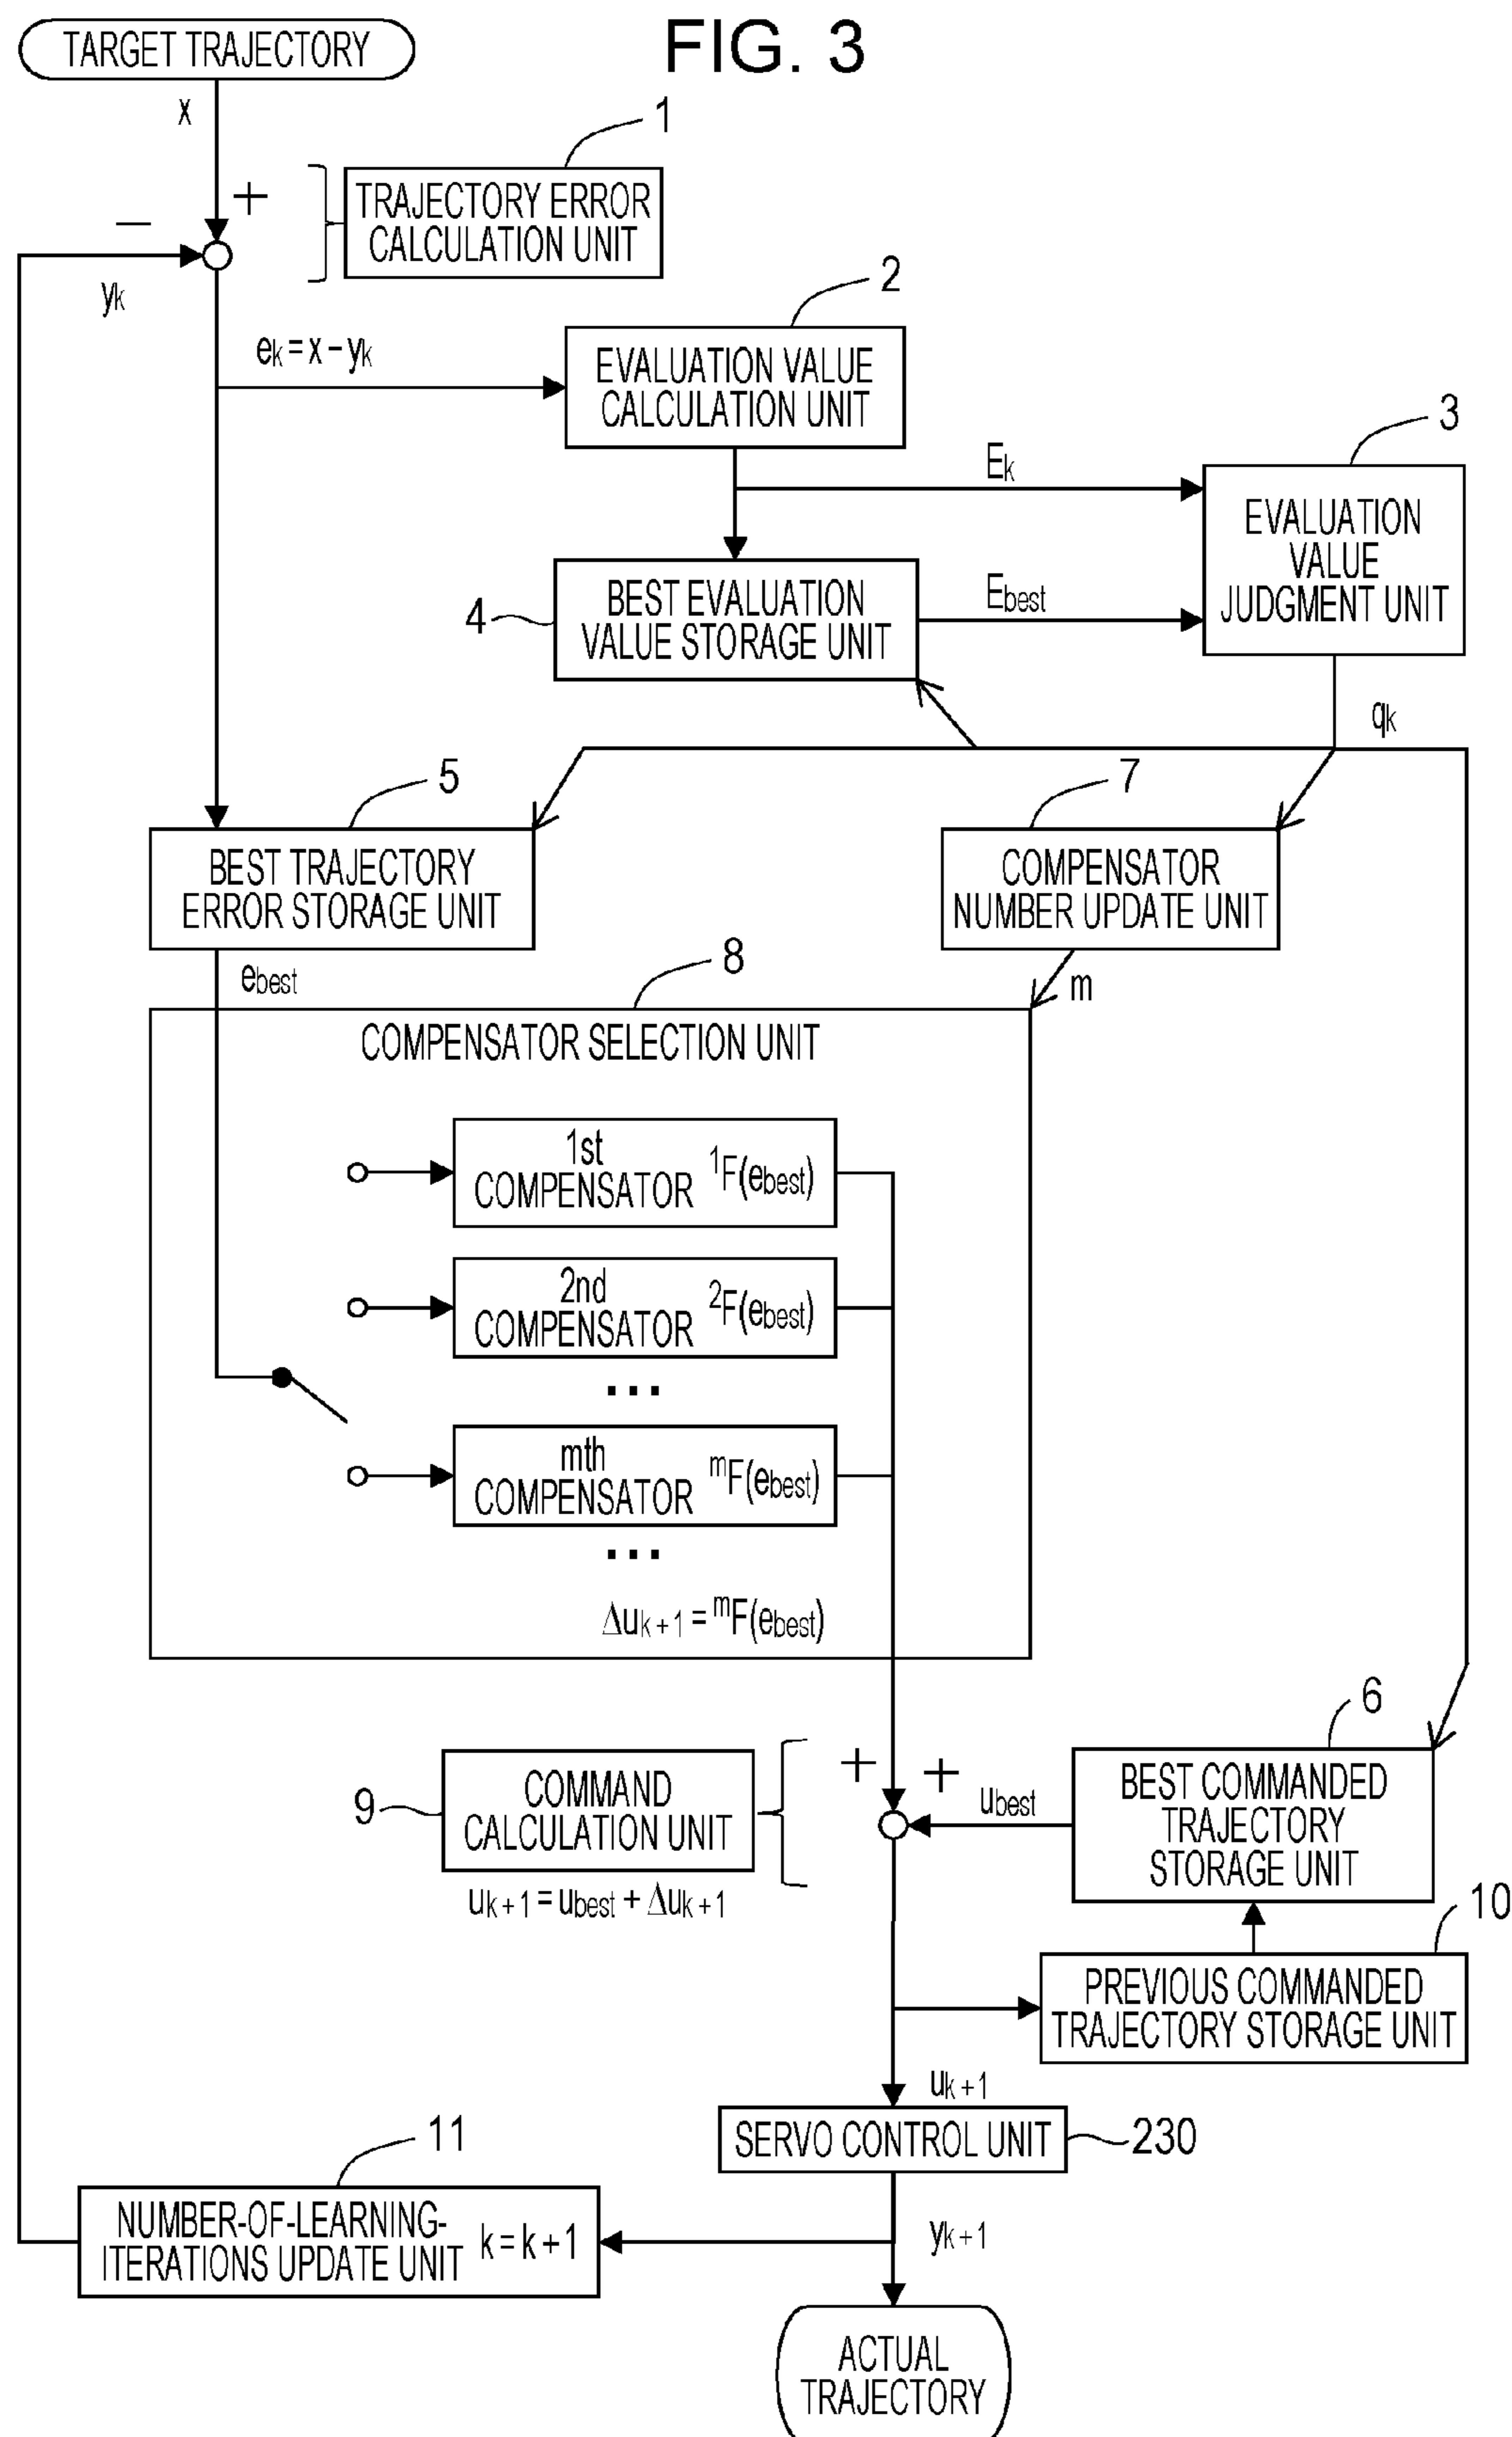 FIG. 3
TARGET TRAJECTORY
x
1
+
−
TRAJECTORY ERROR
CALCULATION UNIT
yk
2
ek = x − yk
EVALUATION VALUE
CALCULATION UNIT
3
Ek
EVALUATION
VALUE
JUDGMENT UNIT
4
BEST EVALUATION
VALUE STORAGE UNIT
Ebest
qk
5
7
BEST TRAJECTORY
ERROR STORAGE UNIT
COMPENSATOR
NUMBER UPDATE UNIT
ebest
8
m
COMPENSATOR SELECTION UNIT
1st
COMPENSATOR 1F(ebest)
2nd
COMPENSATOR 2F(ebest)
...
mth
COMPENSATOR mF(ebest)
...
Δuk+1 = mF(ebest)
6
9
COMMAND
CALCULATION UNIT
+
+
ubest
BEST COMMANDED
TRAJECTORY
STORAGE UNIT
uk+1 = ubest + Δuk+1
10
PREVIOUS COMMANDED
TRAJECTORY STORAGE UNIT
uk+1
SERVO CONTROL UNIT
230
11
NUMBER-OF-LEARNING-
ITERATIONS UPDATE UNIT k = k + 1
yk+1
ACTUAL
TRAJECTORY